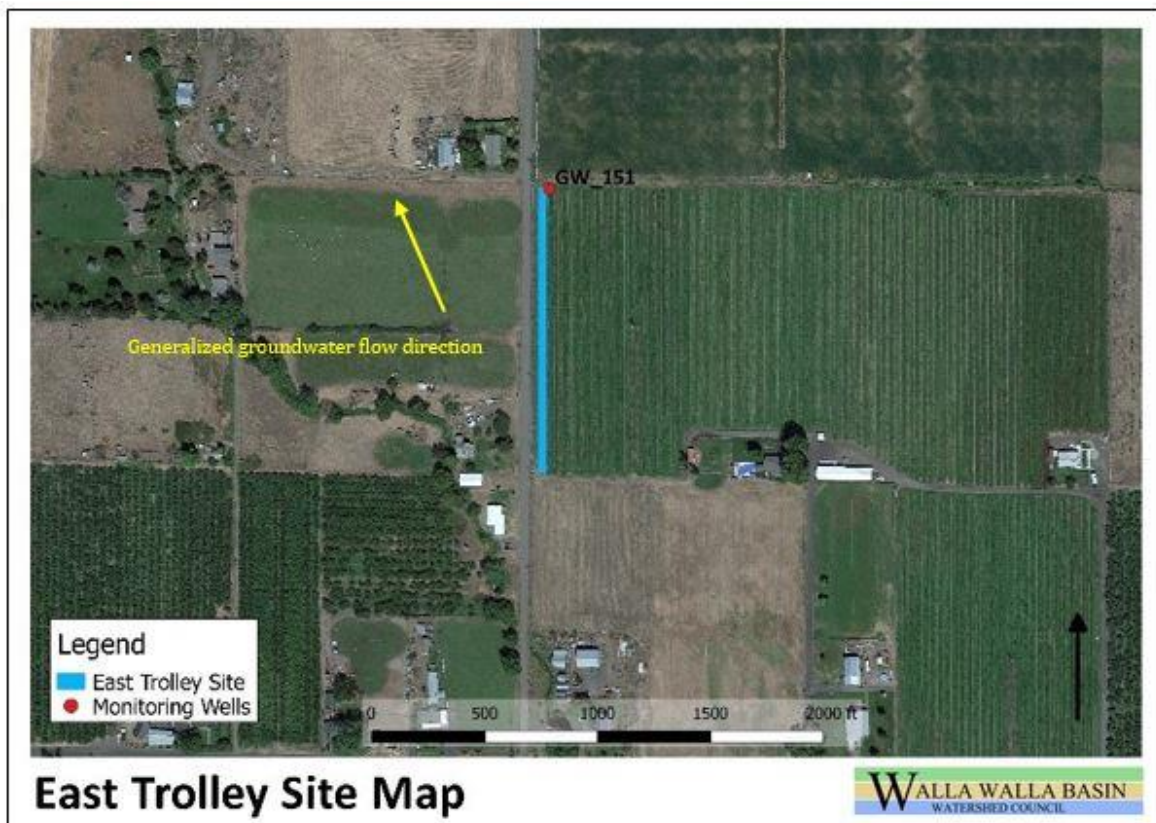 GW_151
Generalized groundwater flow direction
Legend
East Trolley Site
Monitoring Wells
0 500 1000 1500 2000 ft
East Trolley Site Map
WALLA WALLA BASIN
WATERSHED COUNCIL